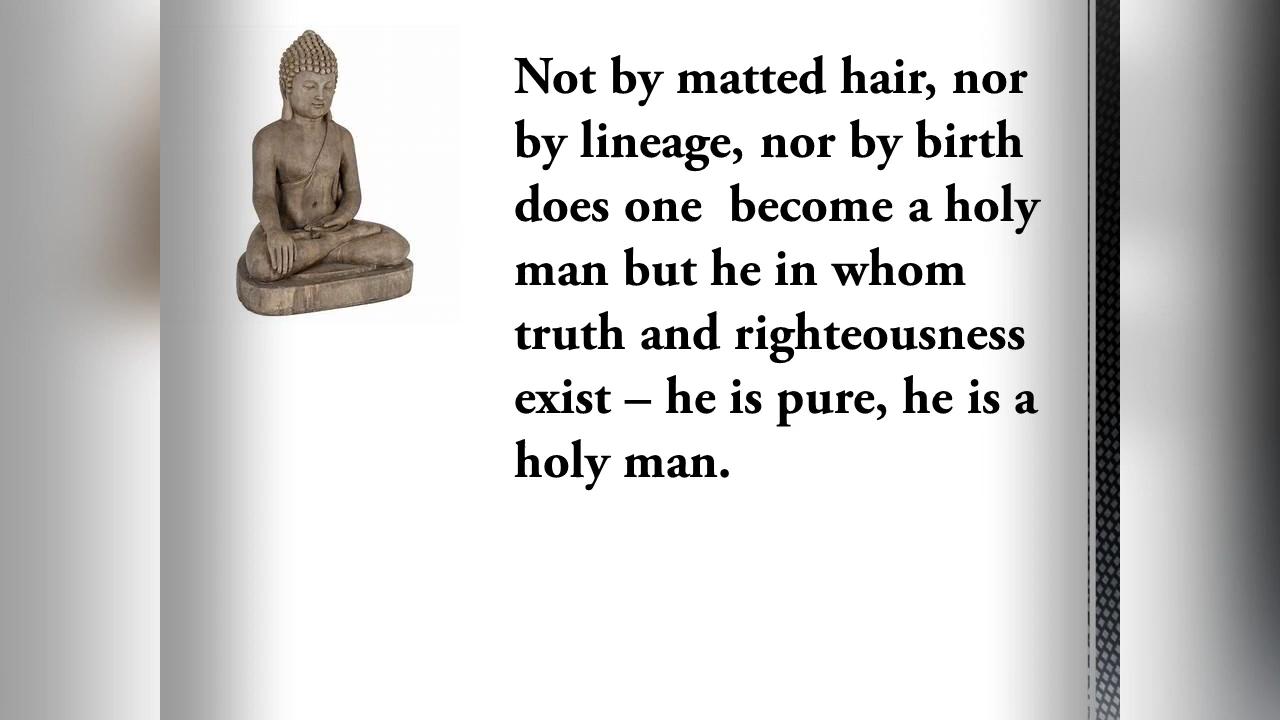 Not by matted hair, nor
by lineage, nor by birth
does one  become a holy
man but he in whom
truth and righteousness
exist – he is pure, he is a
holy man.